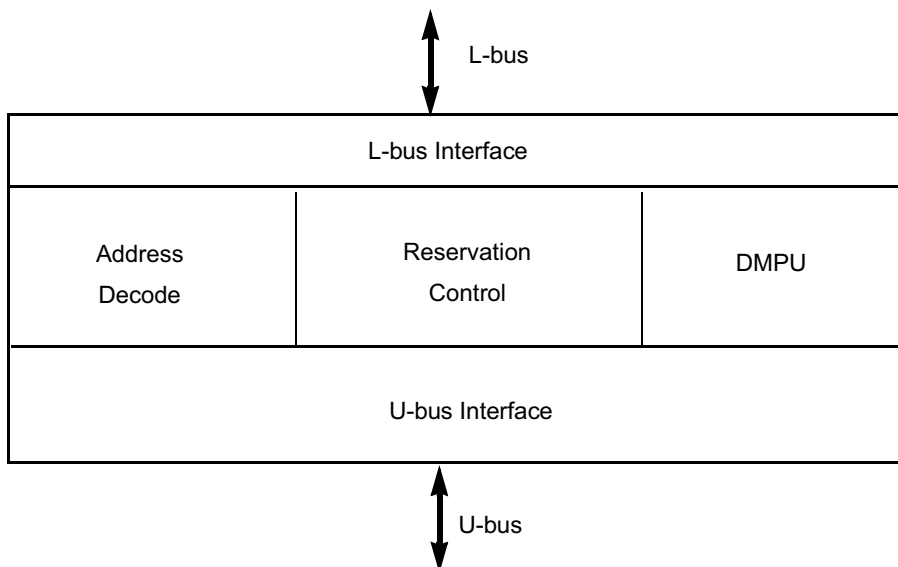 L-bus
L-bus Interface
Address
Decode
Reservation
Control
DMPU
U-bus Interface
U-bus